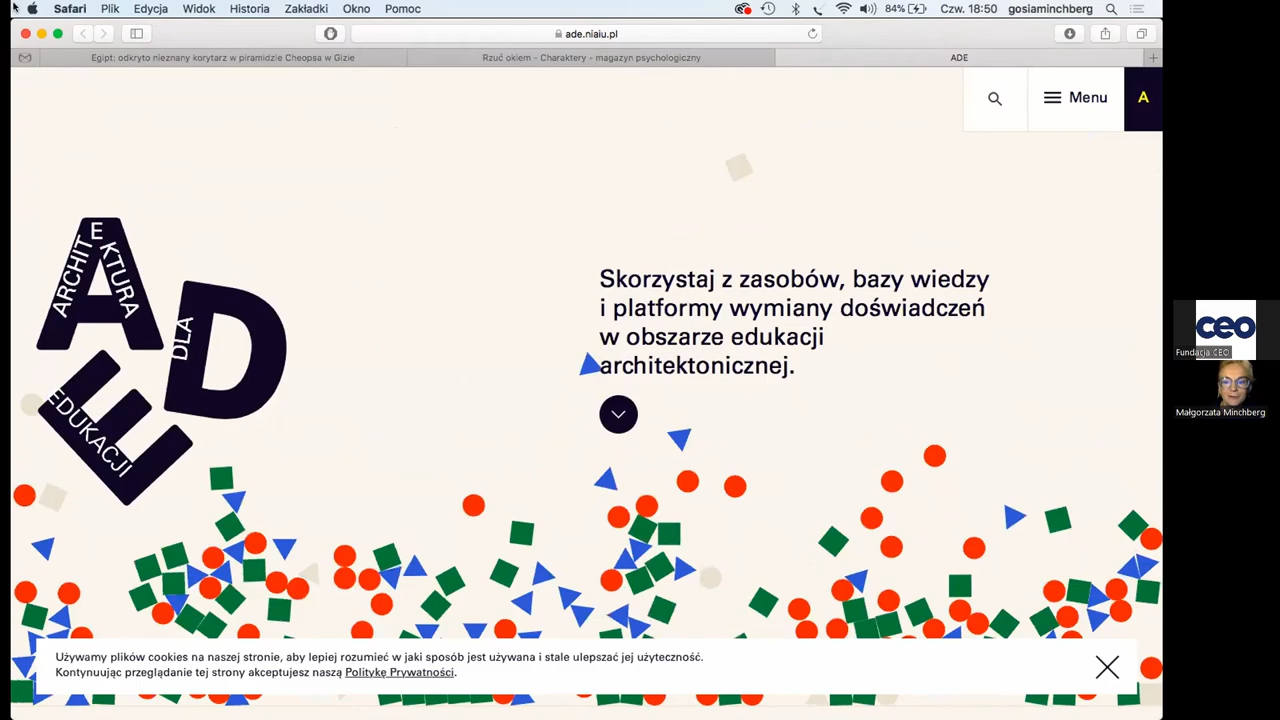 Safari Plik Edycja Widok Historia Zakładki Okno Pomoc 84% Czw. 18:50 gosiaminchberg
ade.niaiu.pl
Egipt: odkryto nieznany korytarz w piramidzie Cheopsa w Gizie Rzuć okiem - Charaktery - magazyn psychologiczny ADE
Menu A
ARCHITEKTURA
DLA
EDUKACJI
Skorzystaj z zasobów, bazy wiedzy
i platformy wymiany doświadczeń
w obszarze edukacji
architektonicznej.
ceo
Fundacja CEO
Małgorzata Minchberg
Używamy plików cookies na naszej stronie, aby lepiej rozumieć w jaki sposób jest używana i stale ulepszać jej użyteczność.
Kontynuując przeglądanie tej strony akceptujesz naszą Politykę Prywatności.